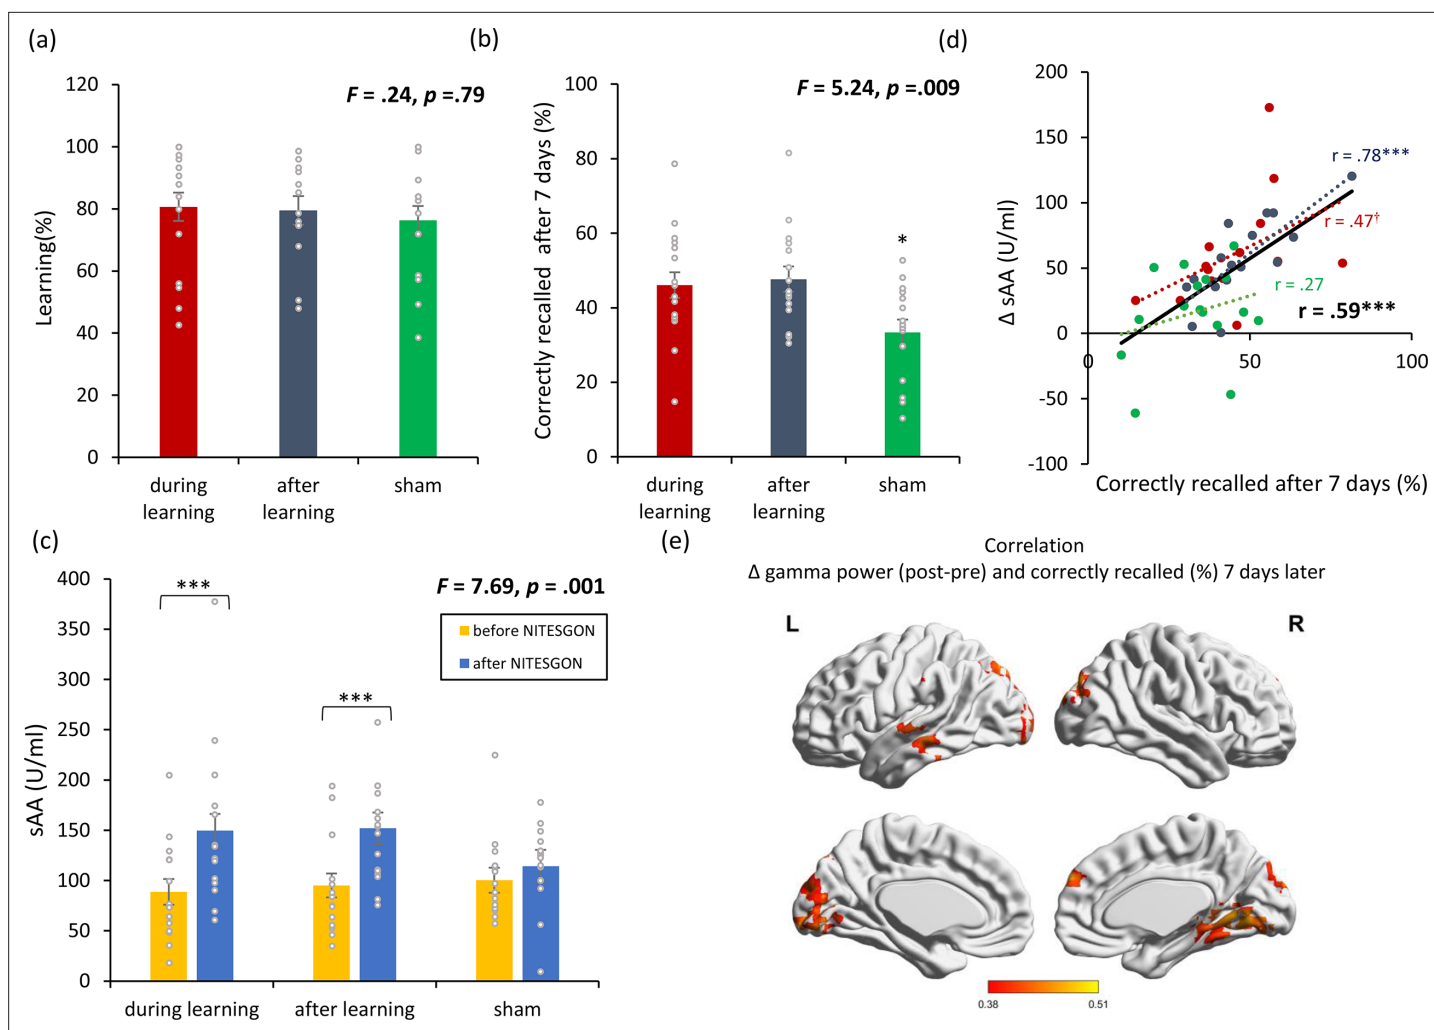 (a)
F = .24, p =.79
Learning(%)
120
100
80
60
40
20
0
during learning
after learning
sham
(b)
F = 5.24, p =.009
Correctly recalled after 7 days (%)
100
80
60
40
20
0
*
during learning
after learning
sham
(d)
Δ sAA (U/ml)
200
150
100
50
0
-50
-100
0
50
100
r = .78***
r = .47†
r = .27
r = .59***
Correctly recalled after 7 days (%)
(c)
F = 7.69, p = .001
before NITESGON
after NITESGON
sAA (U/ml)
400
350
300
250
200
150
100
50
0
***
***
during learning
after learning
sham
(e)
Correlation
Δ gamma power (post-pre) and correctly recalled (%) 7 days later
L
R
0.38
0.51